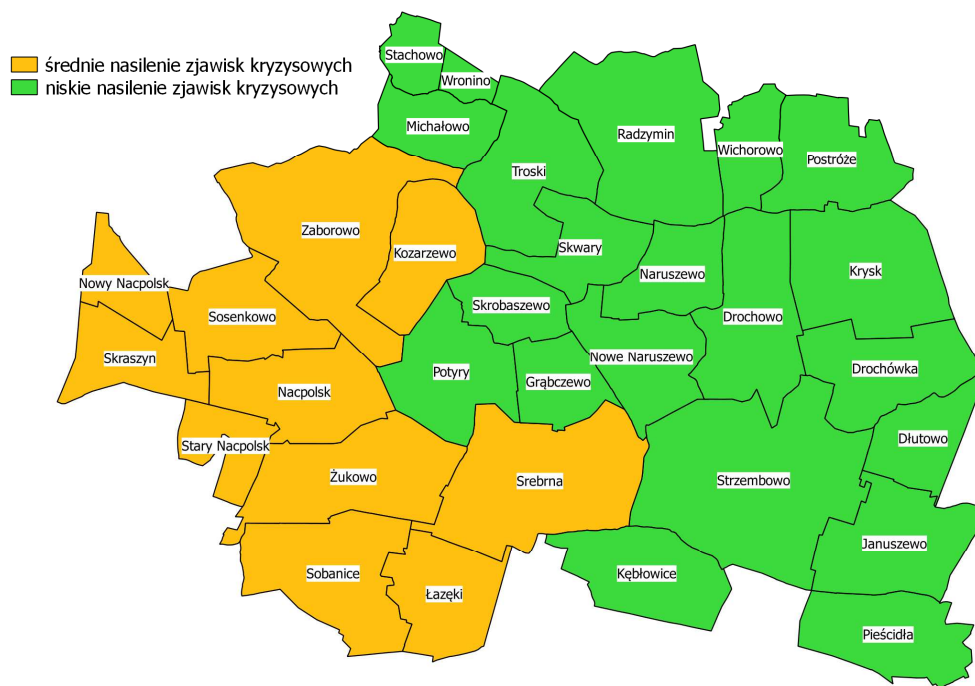 średnie nasilenie zjawisk kryzysowych
niskie nasilenie zjawisk kryzysowych
Stachowo
Wronino
Michałowo
Radzymin
Wichorowo
Postróże
Troski
Zaborowo
Kozarzewo
Skwary
Naruszewo
Krysk
Nowy Nacpolsk
Skrobaszewo
Sosenkowo
Drochowo
Skraszyn
Nowe Naruszewo
Drochówka
Potyry
Grąbczewo
Nacpolsk
Stary Nacpolsk
Dłutowo
Żukowo
Srebrna
Strzembowo
Januszewo
Sobanice
Kębłowice
Łazęki
Pieścidła